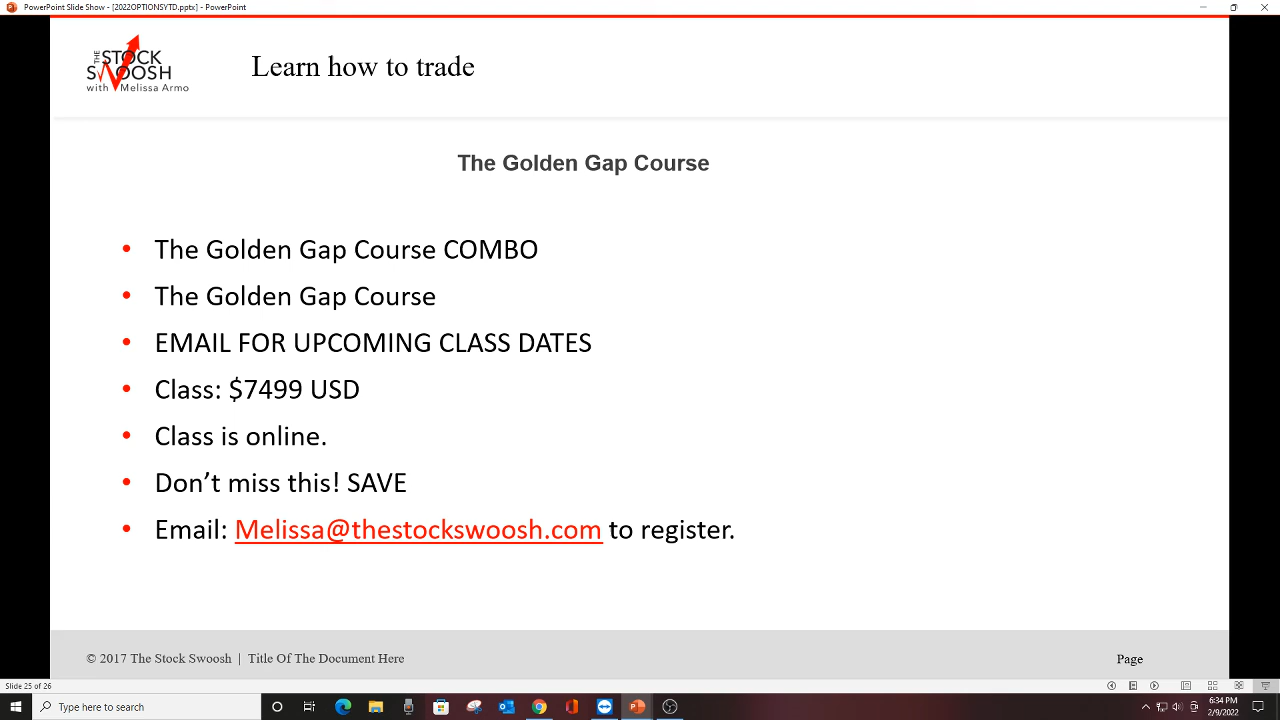 PowerPoint Slide Show - [2022OPTIONSYTD.pptx] - PowerPoint
THE STOCK
SWOOSH
with Melissa Armo
Learn how to trade
The Golden Gap Course
• The Golden Gap Course COMBO
• The Golden Gap Course
• EMAIL FOR UPCOMING CLASS DATES
• Class: $7499 USD
• Class is online.
• Don’t miss this! SAVE
• Email: Melissa@thestockswoosh.com to register.
© 2017 The Stock Swoosh | Title Of The Document Here
Page
Slide 25 of 26
Type here to search
6:34 PM
2/9/2022